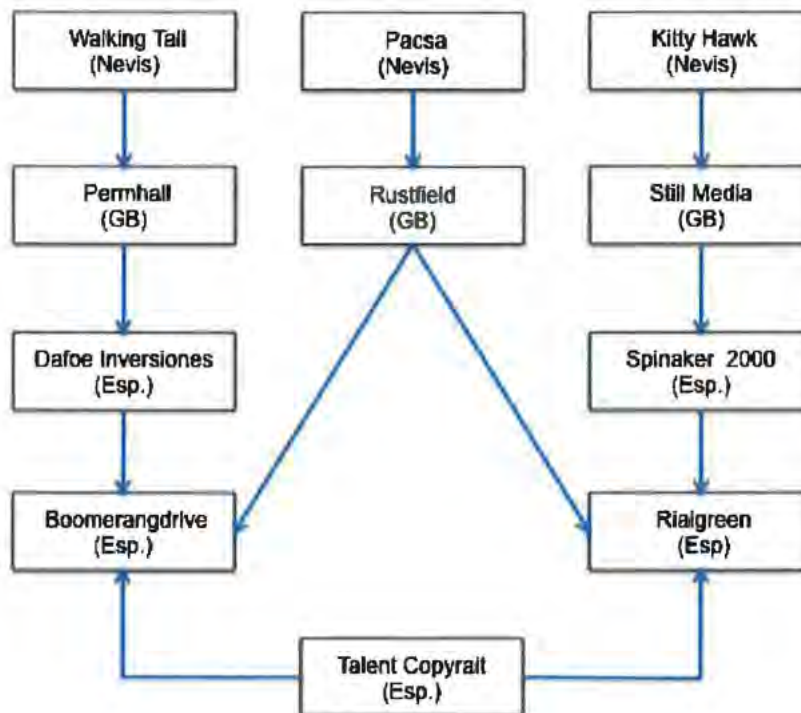 Walking Tall
(Nevis)
Pacsa
(Nevis)
Kitty Hawk
(Nevis)
Permhall
(GB)
Rustfield
(GB)
Still Media
(GB)
Dafoe Inversiones
(Esp.)
Spinaker 2000
(Esp.)
Boomerangdrive
(Esp.)
Rialgreen
(Esp)
Talent Copyrait
(Esp.)